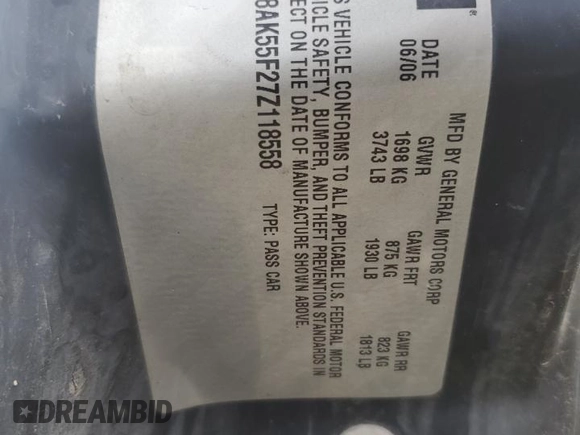 MFD BY GENERAL MOTORS CORP
DATE GVWR GAWR FRT GAWR RR
06/06 1698 KG 875 KG 823 KG
3743 LB 1930 LB 1813 LB
S VEHICLE CONFORMS TO ALL APPLICABLE U.S. FEDERAL MOTOR
ICLE SAFETY, BUMPER, AND THEFT PREVENTION STANDARDS IN
ECT ON THE DATE OF MANUFACTURE SHOWN ABOVE.
8AK55F27Z118558 TYPE: PASS CAR
®
DREAMBID